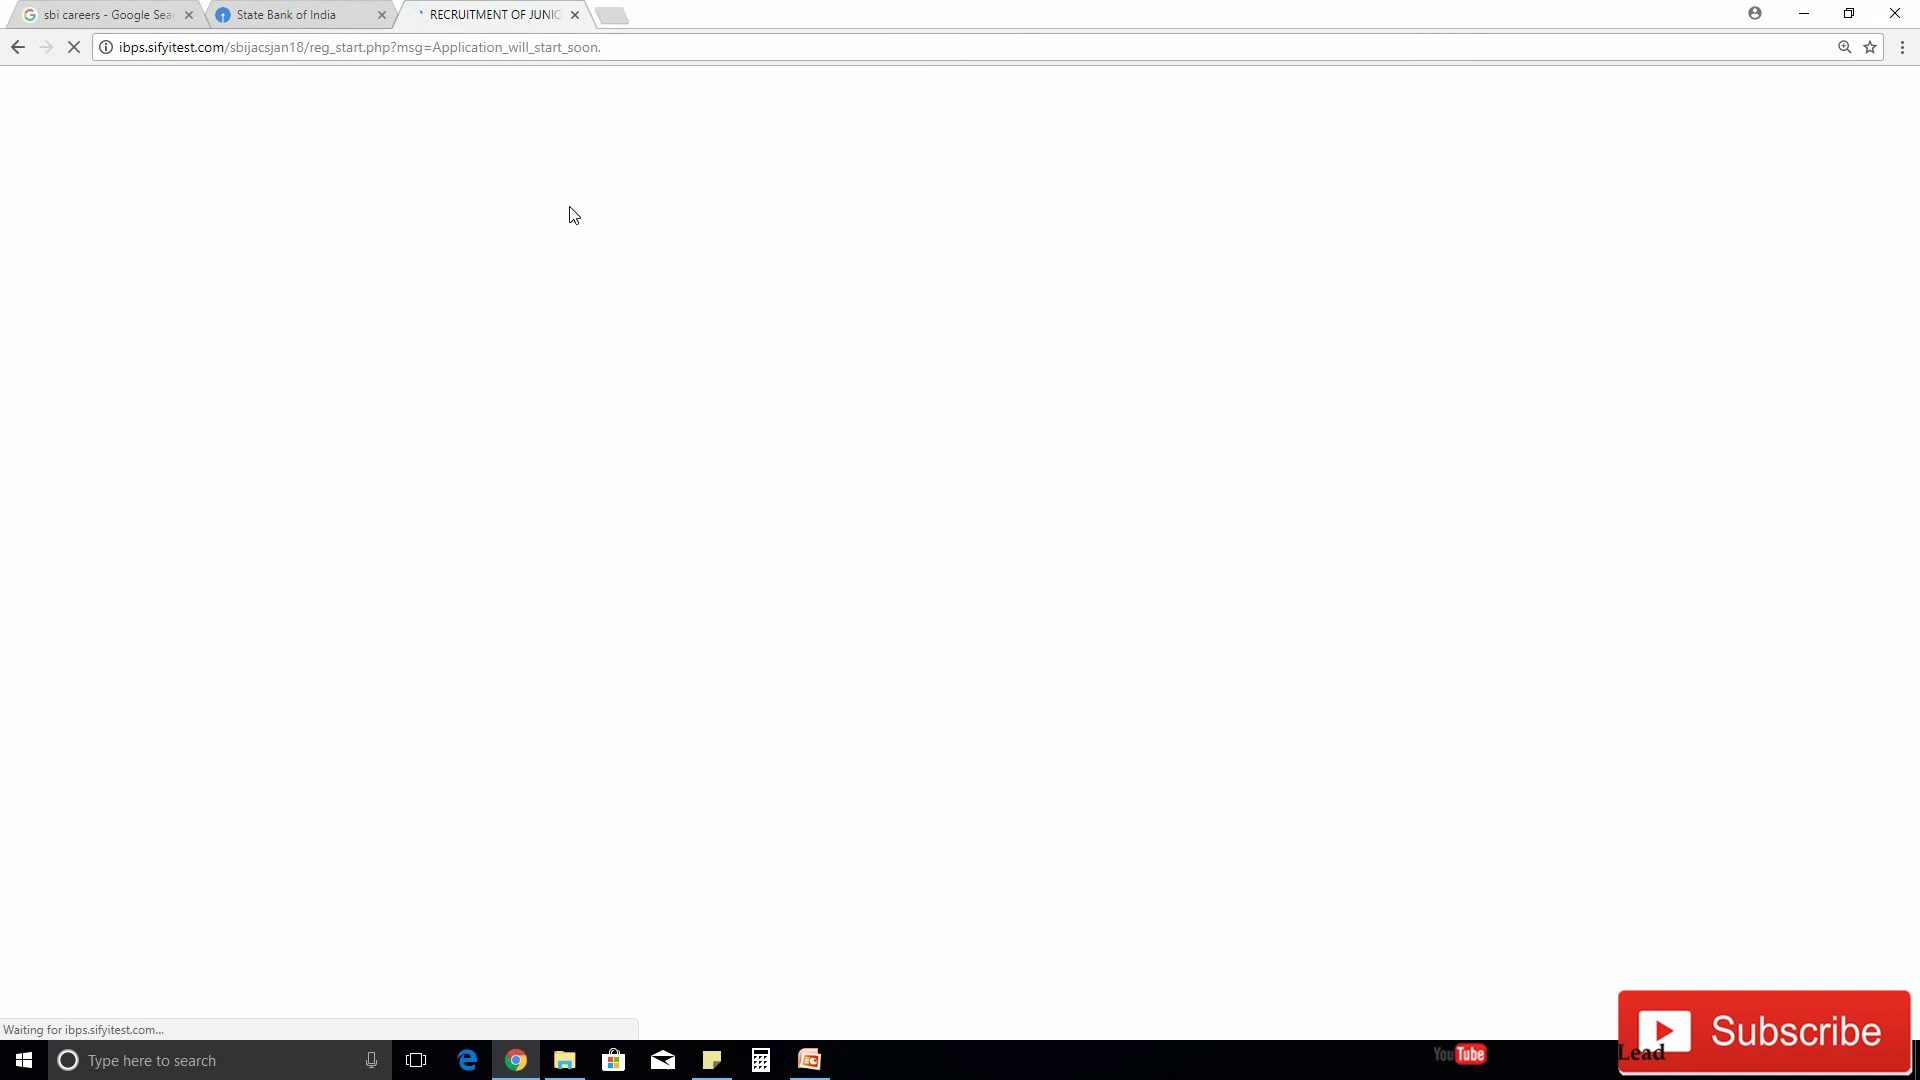 sbi careers - Google Sea
State Bank of India
RECRUITMENT OF JUNIO
ibps.sifyitest.com/sbijacsjan18/reg_start.php?msg=Application_will_start_soon.
Waiting for ibps.sifyitest.com...
Type here to search
YouTube
Subscribe
Lead